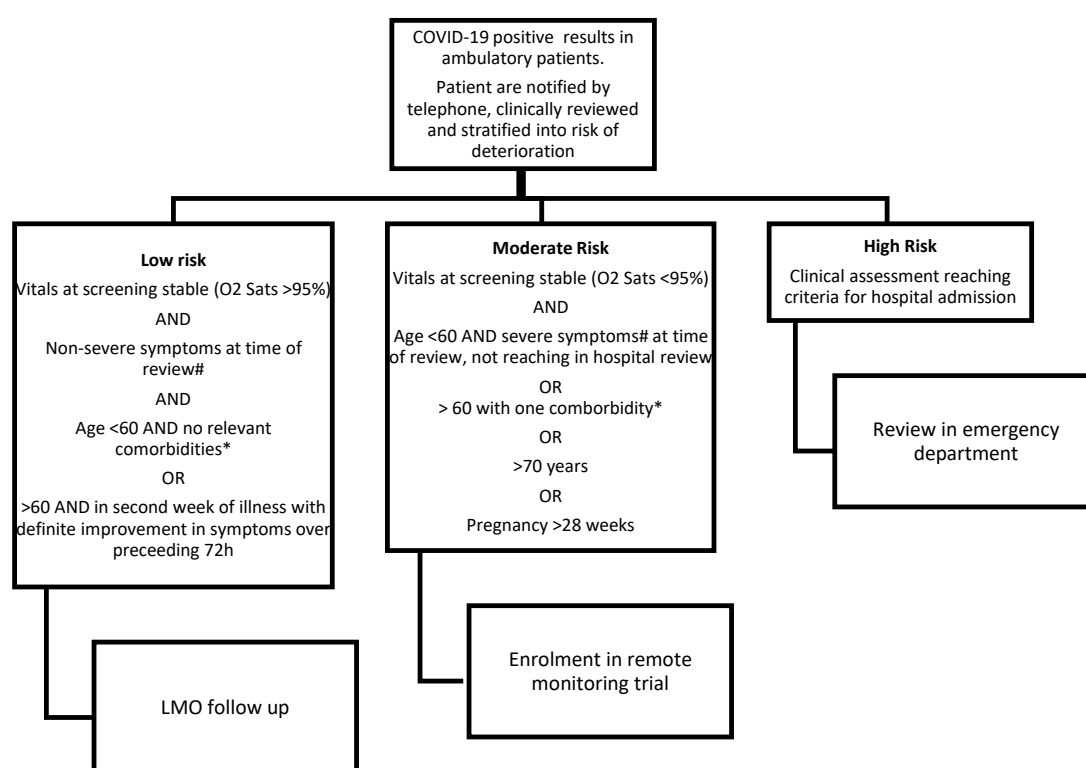 COVID-19 positive results in
ambulatory patients.
Patient are notified by
telephone, clinically reviewed
and stratified into risk of
deterioration
Low risk
Vitals at screening stable (O2 Sats >95%)
AND
Non-severe symptoms at time of
review#
AND
Age <60 AND no relevant
comorbidities*
OR
>60 AND in second week of illness with
definite improvement in symptoms over
preceeding 72h
LMO follow up
Moderate Risk
Vitals at screening stable (O2 Sats <95%)
AND
Age <60 AND severe symptoms# at time
of review, not reaching in hospital review
OR
> 60 with one comborbidity*
OR
>70 years
OR
Pregnancy >28 weeks
Enrolment in remote
monitoring trial
High Risk
Clinical assessment reaching
criteria for hospital admission
Review in emergency
department